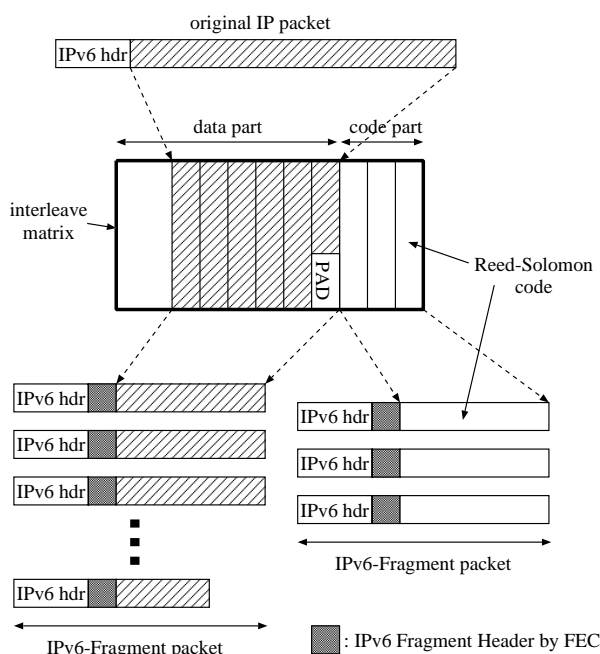 original IP packet
IPv6 hdr
data part
code part
interleave
matrix
PAD
Reed-Solomon
code
IPv6 hdr
IPv6 hdr
IPv6 hdr
IPv6 hdr
IPv6-Fragment packet
IPv6 hdr
IPv6 hdr
IPv6 hdr
IPv6-Fragment packet
: IPv6 Fragment Header by FEC